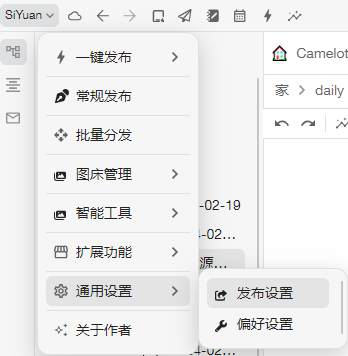 SiYuan
Camelot
家 > daily
一键发布
常规发布
批量分发
图床管理
智能工具
扩展功能
通用设置
关于作者
-02-19
-02...
源...
发布设置
偏好设置